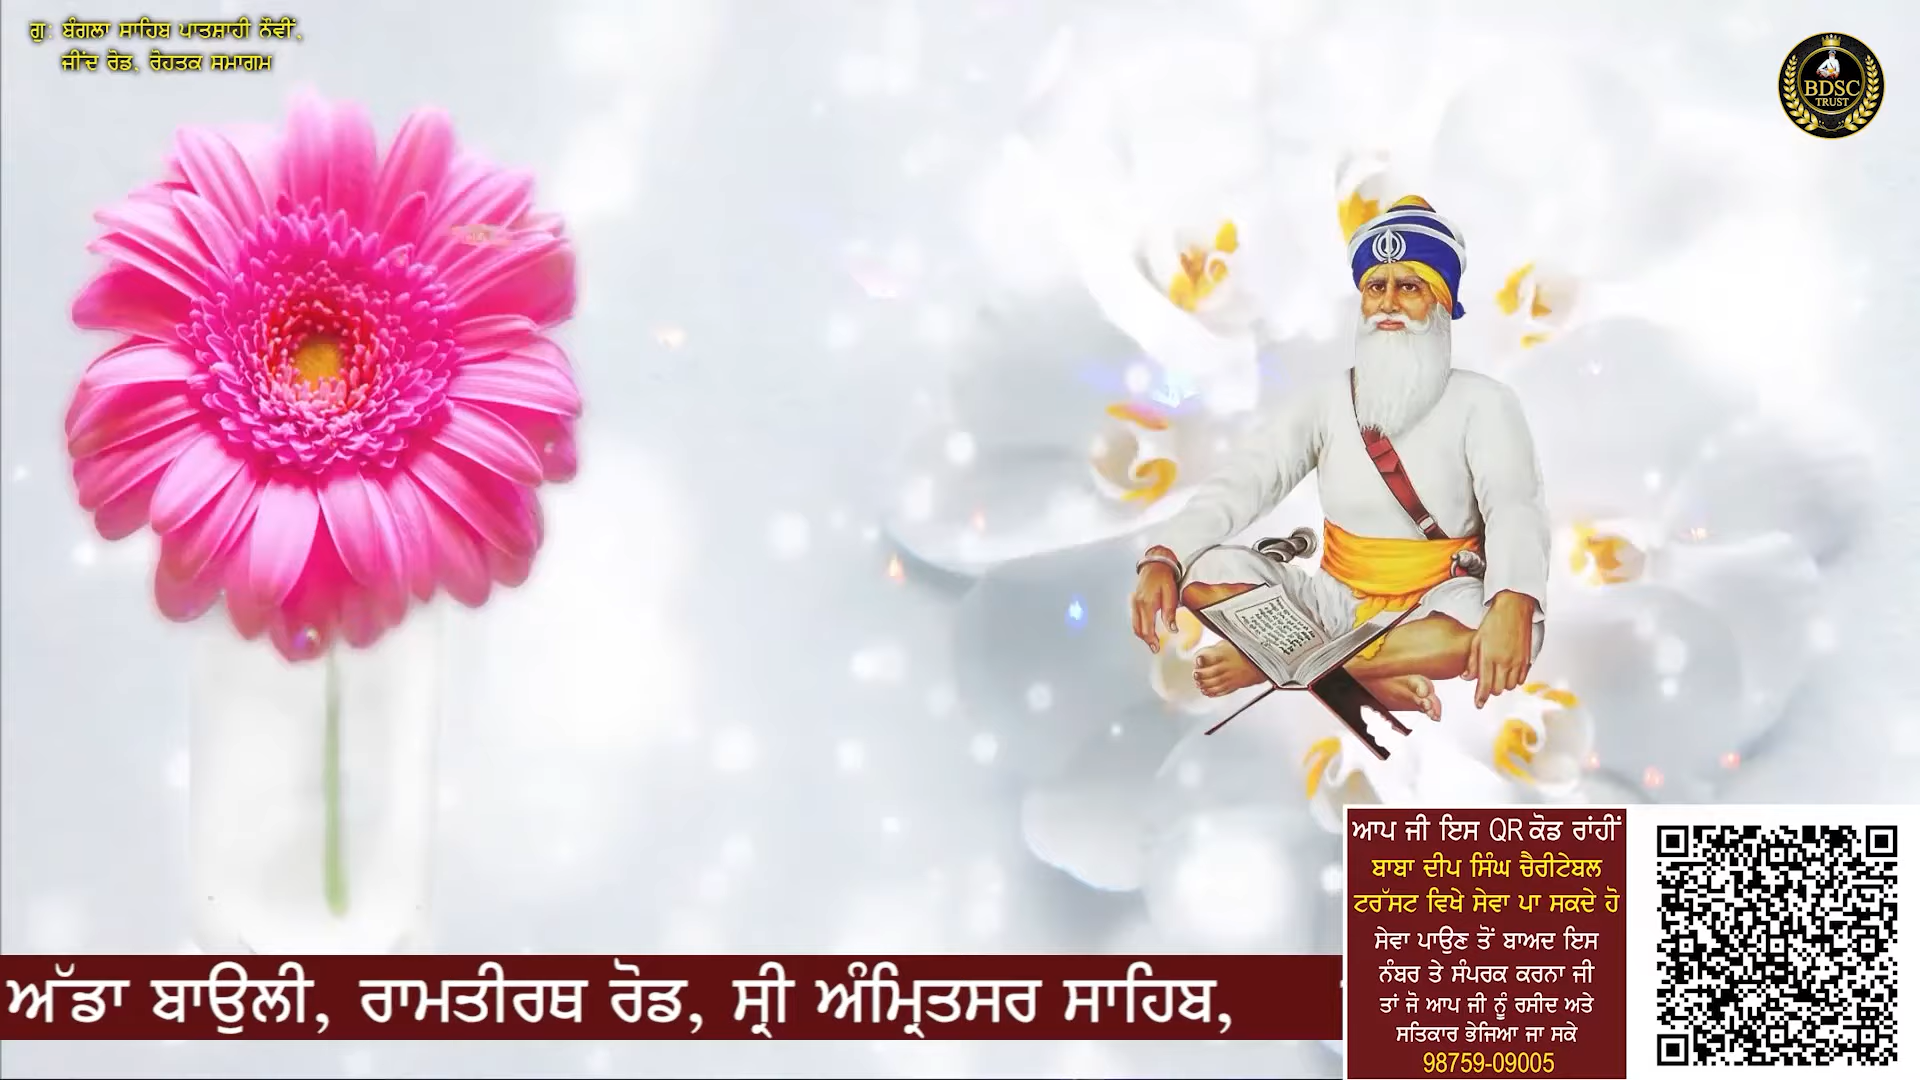 ਗੁ: ਬੰਗਲਾ ਸਾਹਿਬ ਪਾਤਸ਼ਾਹੀ ਨੌਵੀਂ,
ਜੀਂਦ ਰੋਡ, ਰੋਹਤਕ ਸਮਾਗਮ
BDSC
TRUST
ਆਪ ਜੀ ਇਸ QR ਕੋਡ ਰਾਂਹੀਂ
ਬਾਬਾ ਦੀਪ ਸਿੰਘ ਚੈਰੀਟੇਬਲ
ਟਰੱਸਟ ਵਿਖੇ ਸੇਵਾ ਪਾ ਸਕਦੇ ਹੋ
ਸੇਵਾ ਪਾਉਣ ਤੋਂ ਬਾਅਦ ਇਸ
ਨੰਬਰ ਤੇ ਸੰਪਰਕ ਕਰਨਾ ਜੀ
ਤਾਂ ਜੋ ਆਪ ਜੀ ਨੂੰ ਰਸੀਦ ਅਤੇ
ਸਤਿਕਾਰ ਭੇਜਿਆ ਜਾ ਸਕੇ
98759-09005
ਅੱਡਾ ਬਾਉਲੀ, ਰਾਮਤੀਰਥ ਰੋਡ, ਸ੍ਰੀ ਅੰਮ੍ਰਿਤਸਰ ਸਾਹਿਬ,